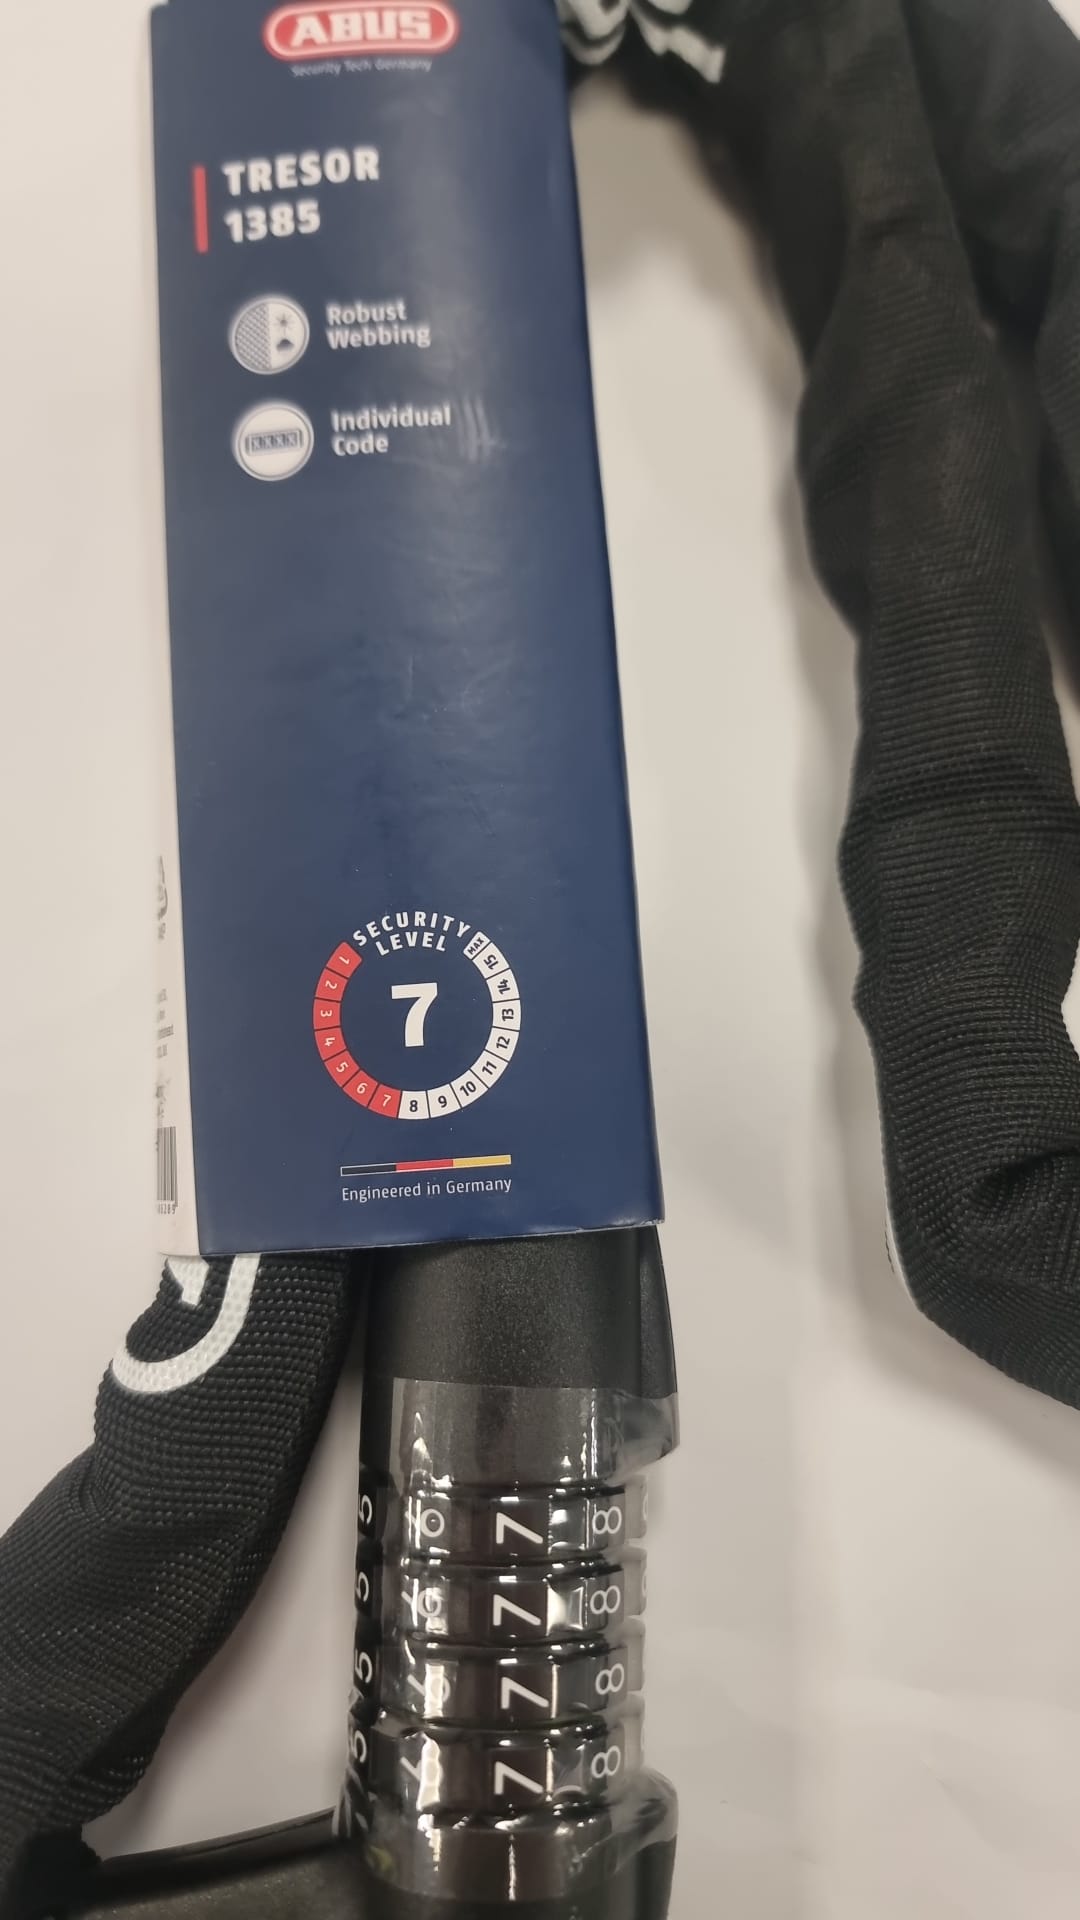 ABUS
Security Tech Germany
TRESOR
1385
Robust
Webbing
XXXX
Individual
Code
SECURITY
LEVEL
7
1 2 3 4 5 6 7 8 9 10 11 12 13 14 15 MAX
Engineered in Germany
5 6 7 8
5 6 7 8
5 6 7 8
5 6 7 8